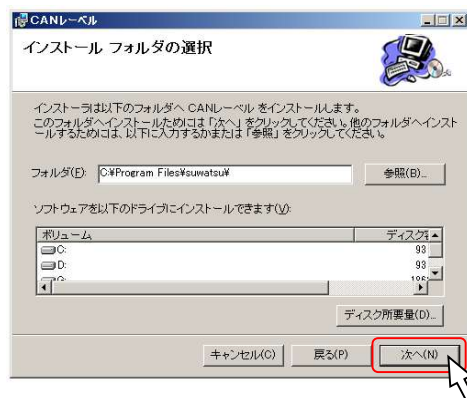 CANレーベル
インストール フォルダの選択
インストーラは以下のフォルダへ CANレーベル をインストールします。
このフォルダへインストールためには「次へ」をクリックしてください。他のフォルダへインスト
ールするためには、以下に入力するかまたは「参照」をクリックしてください。
フォルダ(F): C:¥Program Files¥suwatsu¥ 参照(B)...
ソフトウェアを以下のドライブにインストールできます(V):
ボリューム ディスク
C: 93
D: 93
ディスク所要量(D)...
キャンセル(C) 戻る(P) 次へ(N)